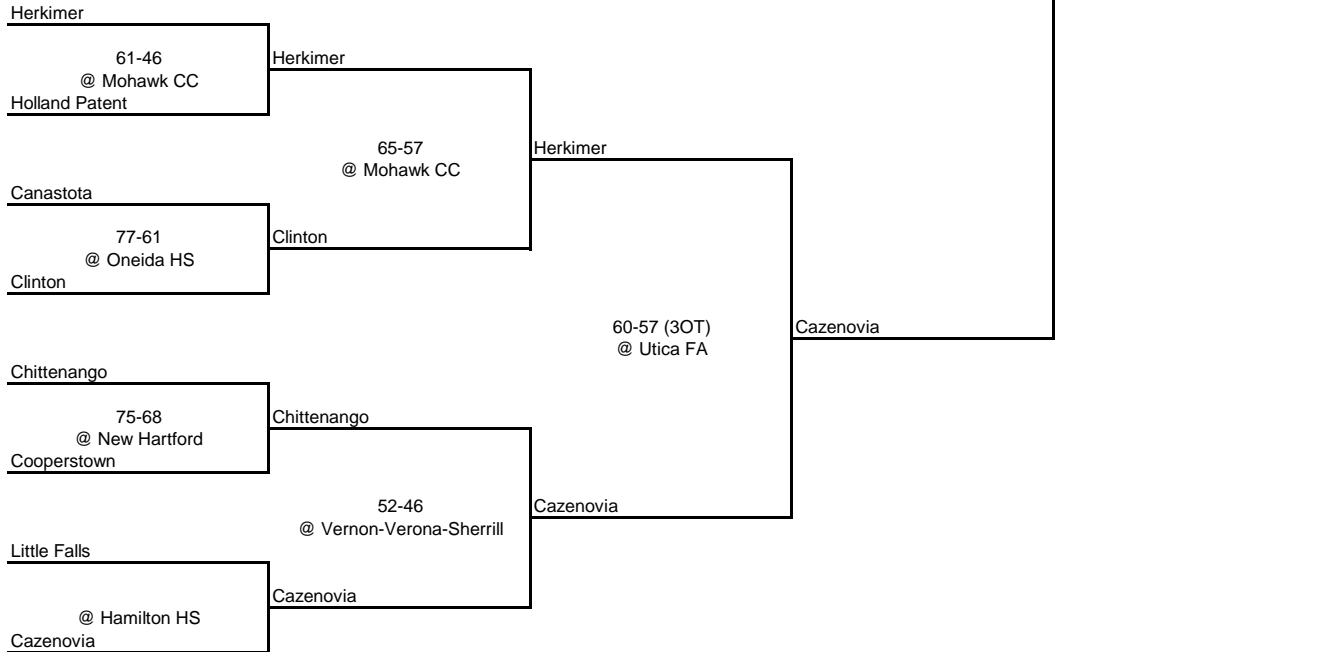 Herkimer
61-46
@ Mohawk CC
Holland Patent
Herkimer
65-57
@ Mohawk CC
Canastota
77-61
@ Oneida HS
Clinton
Clinton
Herkimer
60-57 (3OT)
@ Utica FA
Cazenovia
Chittenango
75-68
@ New Hartford
Cooperstown
Chittenango
52-46
@ Vernon-Verona-Sherrill
Cazenovia
Little Falls
@ Hamilton HS
Cazenovia
Cazenovia